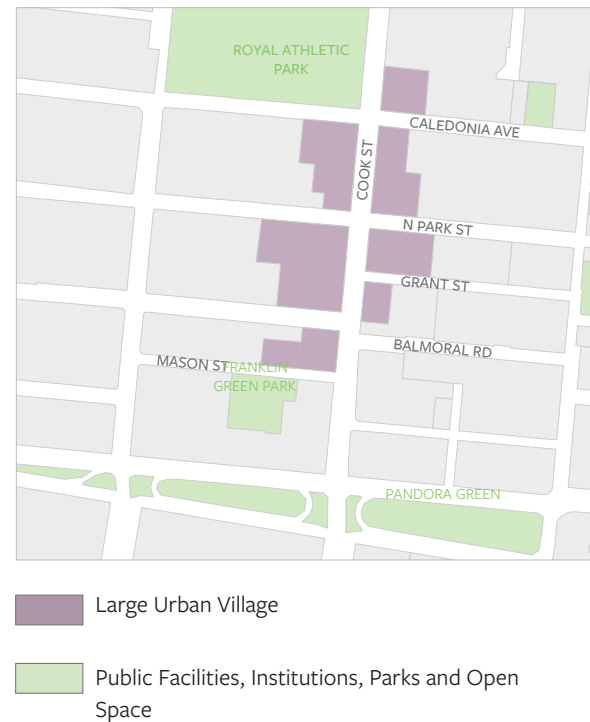 ROYAL ATHLETIC
PARK
CALEDONIA AVE
COOK ST
N PARK ST
GRANT ST
BALMORAL RD
MASON ST
FRANKLIN
GREEN PARK
PANDORA GREEN
Large Urban Village
Public Facilities, Institutions, Parks and Open
Space